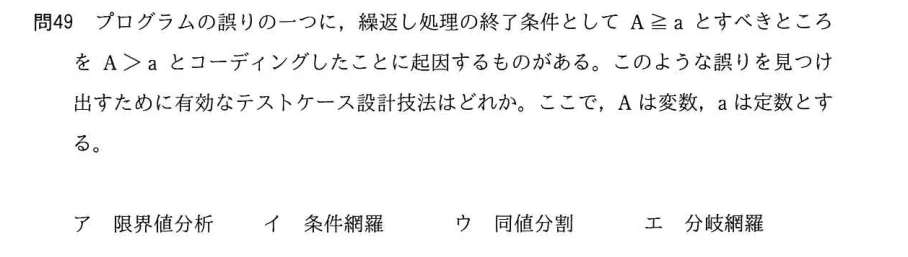 問49 プログラムの誤りの一つに，繰返し処理の終了条件として A≧a とすべきところ
を A＞a とコーディングしたことに起因するものがある。このような誤りを見つけ
出すために有効なテストケース設計技法はどれか。ここで，A は変数，a は定数とす
る。
ア 限界値分析 イ 条件網羅 ウ 同値分割 エ 分岐網羅